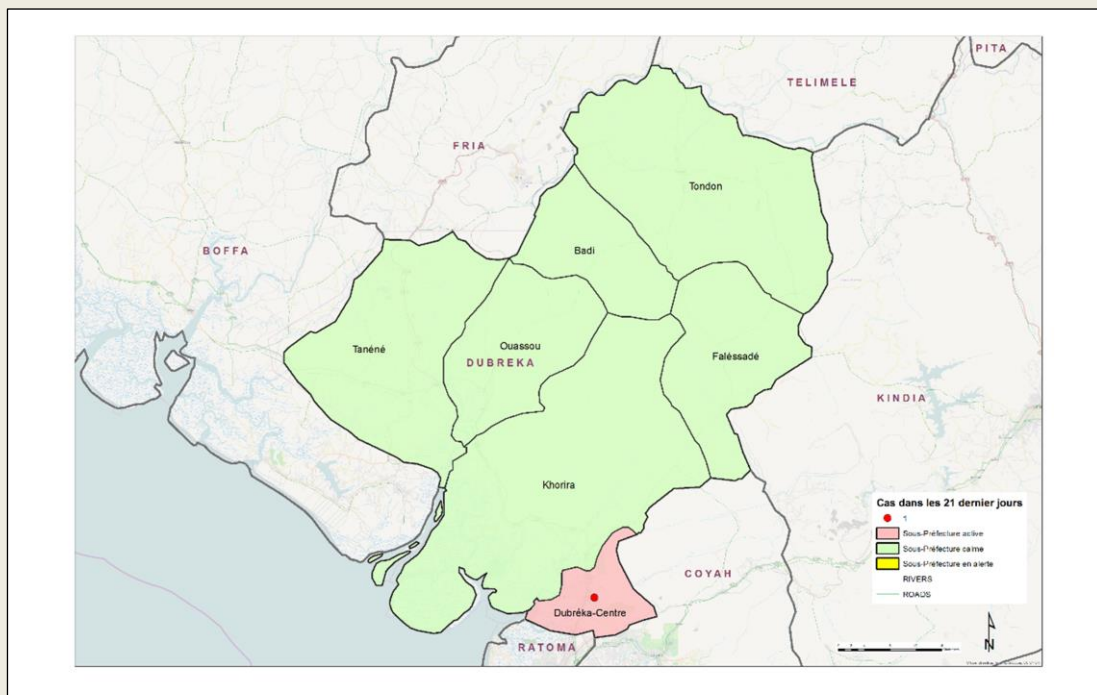 PITA
TELIMELE
FRIA
Tondon
Badi
BOFFA
Tanéné
Ouassou
DUBREKA
Faléssadé
KINDIA
Khorira
COYAH
Dubréka-Centre
RATOMA
Cas dans les 21 dernier jours
1
Sous-Préfecture active
Sous-Préfecture calme
Sous-Préfecture en alerte
RIVERS
ROADS
N